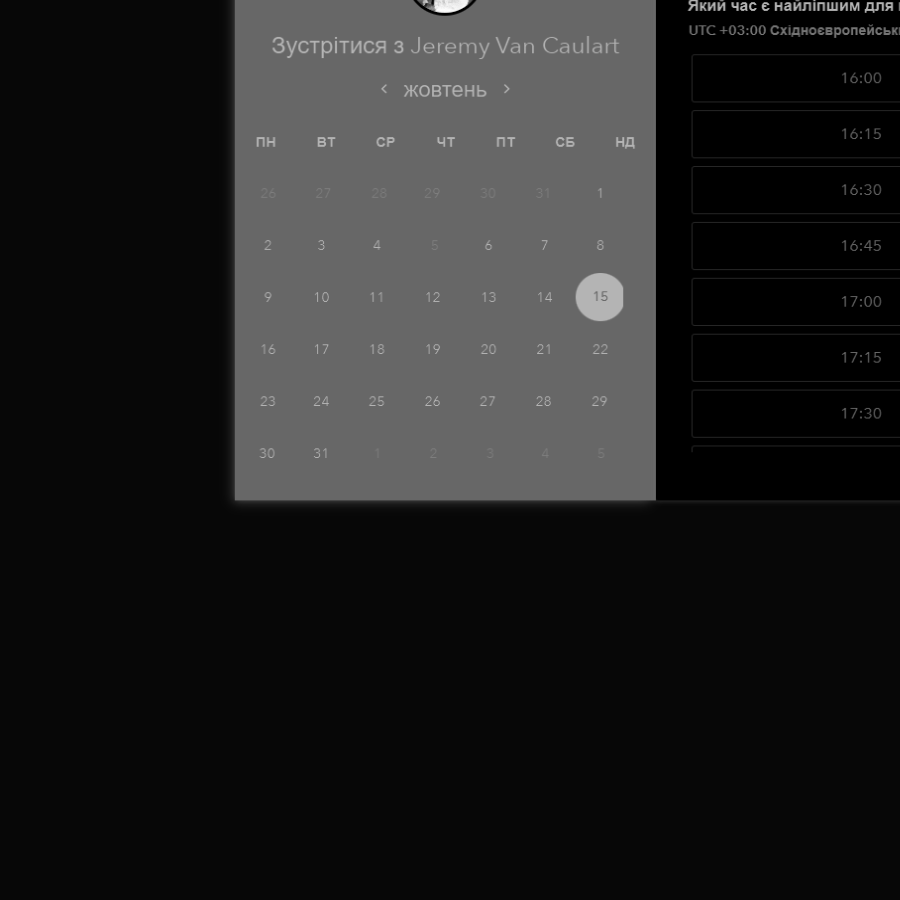 Зустрітися з Jeremy Van Caulart
жовтень
ПН ВТ СР ЧТ ПТ СБ НД
26 27 28 29 30 31 1
2 3 4 5 6 7 8
9 10 11 12 13 14 15
16 17 18 19 20 21 22
23 24 25 26 27 28 29
30 31 1 2 3 4 5
Який час є найліпшим для
UTC +03:00
16:00
16:15
16:30
16:45
17:00
17:15
17:30